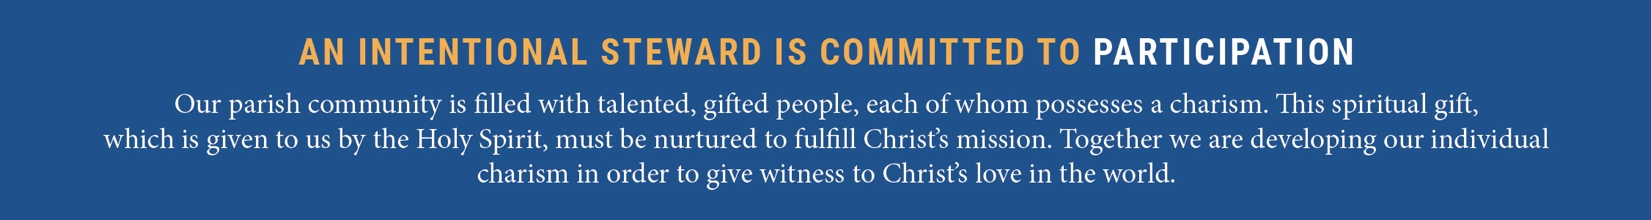 AN INTENTIONAL STEWARD IS COMMITTED TO PARTICIPATION
Our parish community is filled with talented, gifted people, each of whom possesses a charism. This spiritual gift,
which is given to us by the Holy Spirit, must be nurtured to fulfill Christ’s mission. Together we are developing our individual
charism in order to give witness to Christ’s love in the world.